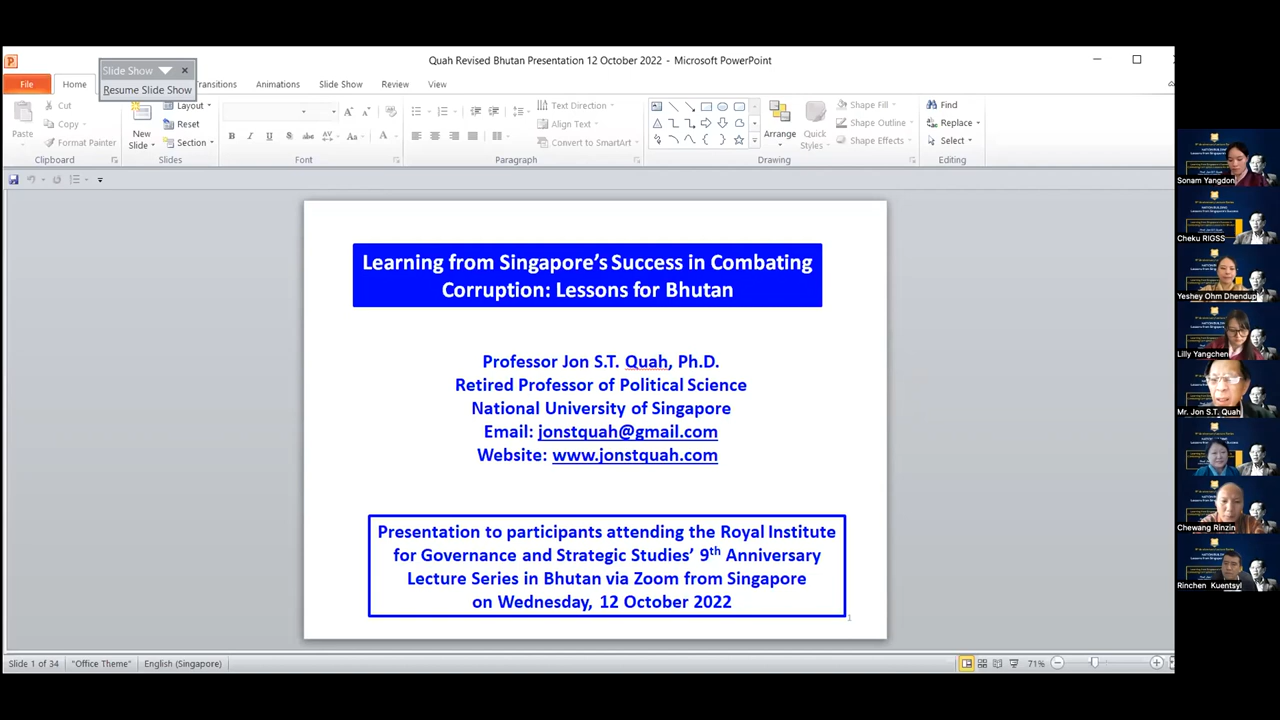 Quah Revised Bhutan Presentation 12 October 2022 - Microsoft PowerPoint
Slide Show
Resume Slide Show
File
Home
Transitions
Animations
Slide Show
Review
View
Paste
Cut
Copy
Format Painter
Clipboard
New
Slide
Layout
Reset
Section
Slides
Font
Text Direction
Align Text
Convert to SmartArt
Paragraph
Arrange
Quick
Styles
Shape Fill
Shape Outline
Shape Effects
Drawing
Find
Replace
Select
Editing
Learning from Singapore's Success in Combating
Corruption: Lessons for Bhutan
Professor Jon S.T. Quah, Ph.D.
Retired Professor of Political Science
National University of Singapore
Email: jonstquah@gmail.com
Website: www.jonstquah.com
Presentation to participants attending the Royal Institute
for Governance and Strategic Studies' 9th Anniversary
Lecture Series in Bhutan via Zoom from Singapore
on Wednesday, 12 October 2022
1
Slide 1 of 34
"Office Theme"
English (Singapore)
71%
Sonam Yangdon
Cheku RIGSS
Yeshey Ohm Dhendup
Lilly Yangchen
Mr. Jon S.T. Quah
Chewang Rinzin
Rinchen Kuentsyl